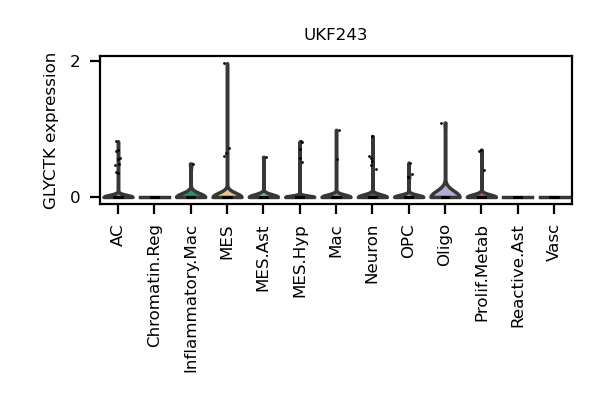 UKF243
GLYCTK expression
2
0
AC
Chromatin.Reg
Inflammatory.Mac
MES
MES.Ast
MES.Hyp
Mac
Neuron
OPC
Oligo
Prolif.Metab
Reactive.Ast
Vasc